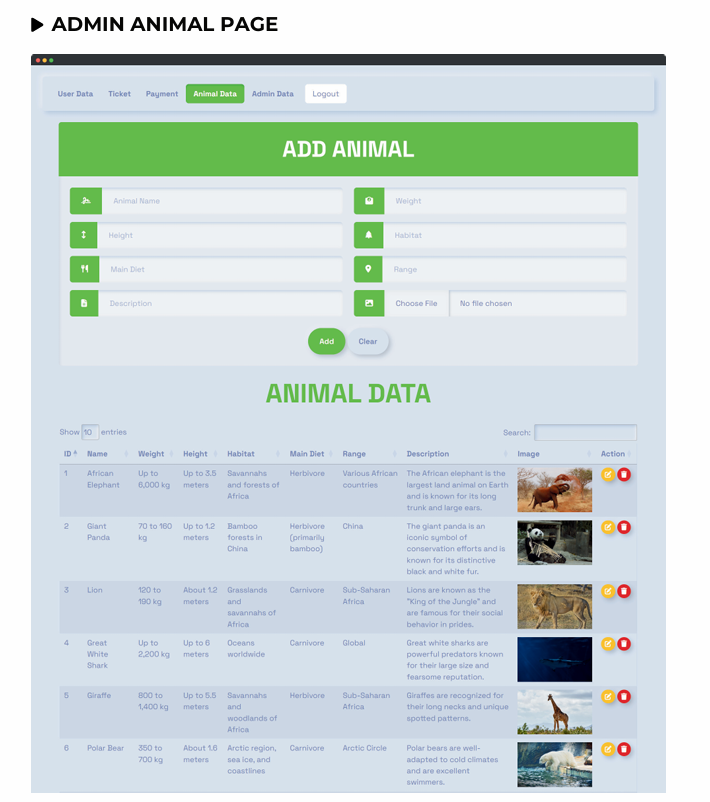 ADMIN ANIMAL PAGE
User Data Ticket Payment Animal Data Admin Data Logout
ADD ANIMAL
Animal Name Weight
Height Habitat
Main Diet Range
Description Choose File No file chosen
Add Clear
ANIMAL DATA
Show 10 entries Search:
ID Name Weight Height Habitat Main Diet Range Description Image Action
1 African Up to Up to 3.5 Savannahs Herbivore Various African The African elephant is the
Elephant 6,000 kg meters and forests of countries largest land animal on Earth
Africa and is known for its long
trunk and large ears.
2 Giant 70 to 160 Up to 1.2 Bamboo Herbivore China The giant panda is an
Panda kg meters forests in (primarily iconic symbol of
China bamboo) conservation efforts and is
known for its distinctive
black and white fur.
3 Lion 120 to About 1.2 Grasslands Carnivore Sub-Saharan Lions are known as the
190 kg meters and Africa "King of the Jungle" and
savannahs of are famous for their social
Africa behavior in prides.
4 Great Up to Up to 6 Oceans Carnivore Global Great white sharks are
White 2,200 kg meters worldwide powerful predators known
Shark for their large size and
fearsome reputation.
5 Giraffe 800 to Up to 5.5 Savannahs Herbivore Sub-Saharan Giraffes are recognized for
1,400 kg meters and Africa their long necks and unique
woodlands of spotted patterns.
Africa
6 Polar Bear 350 to About 1.6 Arctic region, Carnivore Arctic Circle Polar bears are well-
700 kg meters sea ice, and adapted to cold climates
coastlines and are excellent
swimmers.